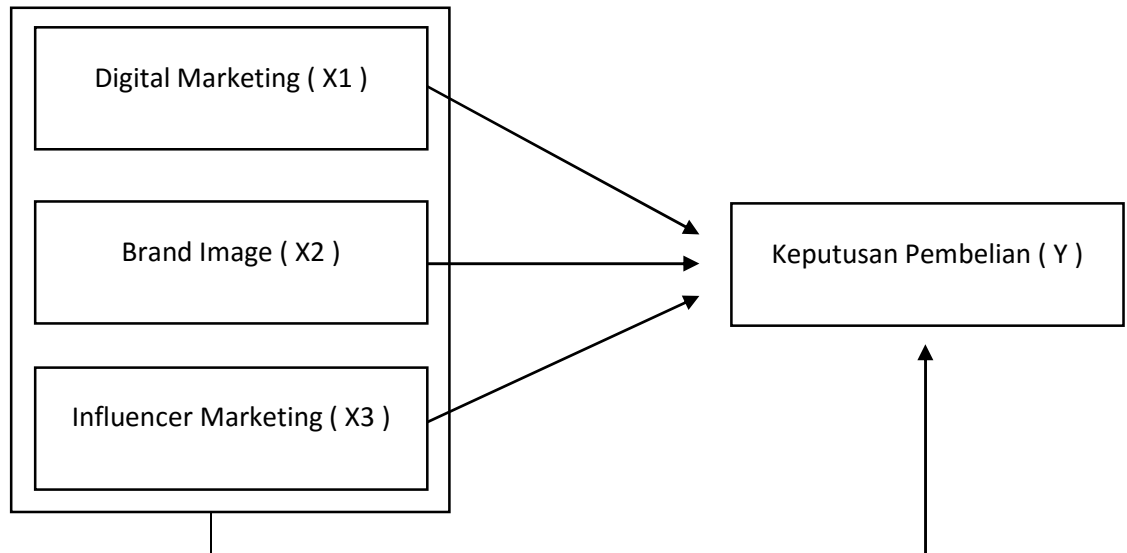 Digital Marketing ( X1 )
Brand Image ( X2 )
Keputusan Pembelian ( Y )
Influencer Marketing ( X3 )